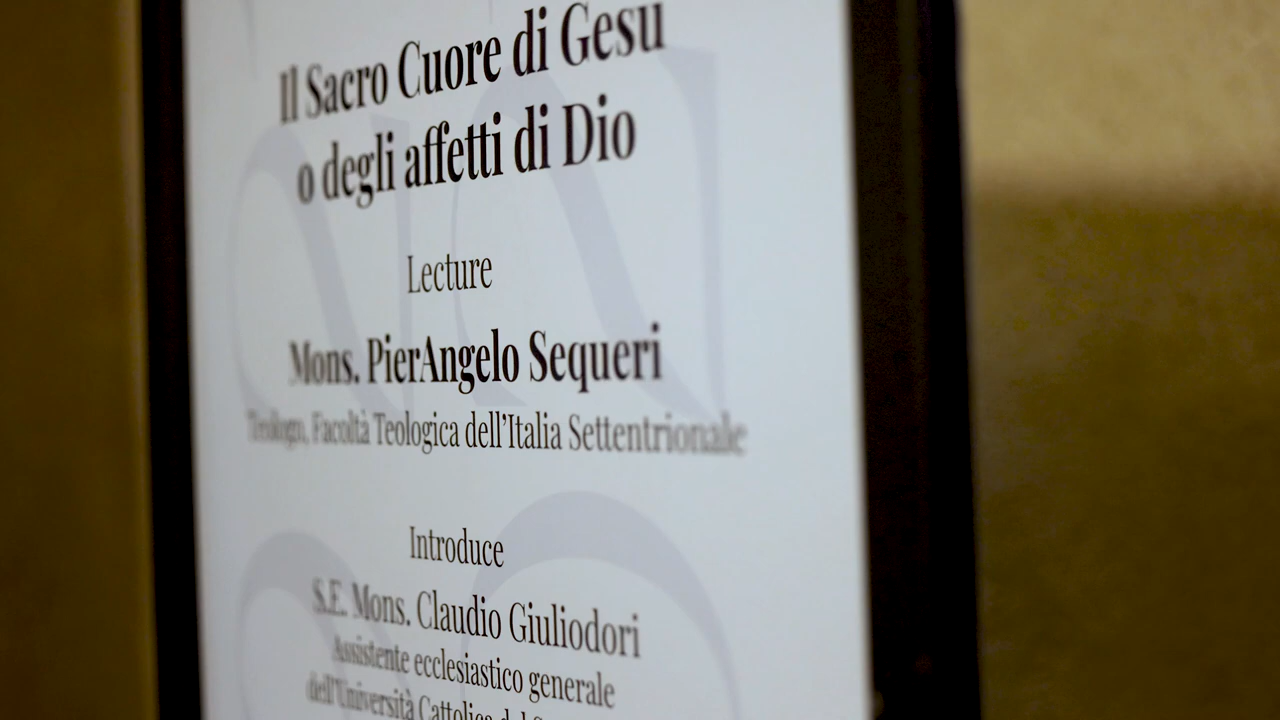 Il Sacro Cuore di Gesu
o degli affetti di Dio
Lecture
Mons. PierAngelo Sequeri
Teologo, Facoltà Teologica dell'Italia Settentrionale
Introduce
S.E. Mons. Claudio Giuliodori
Assistente ecclesiastico generale
dell'Università Cattolica del